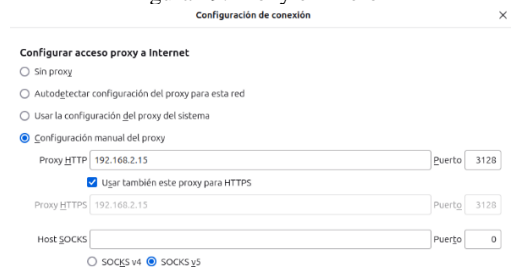 Configuración de conexión
Configurar acceso proxy a Internet
Sin proxy
Autodetectar configuración del proxy para esta red
Usar la configuración del proxy del sistema
Configuración manual del proxy
Proxy HTTP 192.168.2.15 Puerto 3128
Usar también este proxy para HTTPS
Proxy HTTPS 192.168.2.15 Puerto 3128
Host SOCKS Puerto 0
SOCKS v4 SOCKS v5